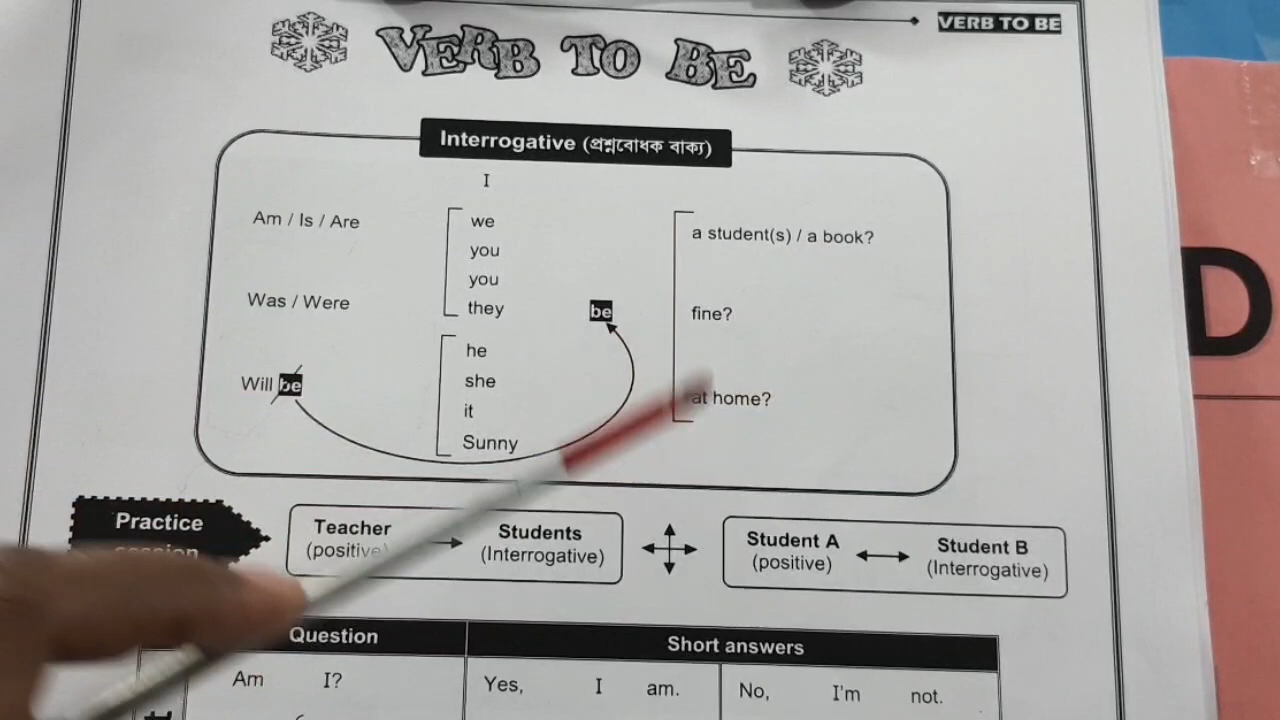 VERB TO BE
VERB TO BE
Interrogative (প্রশ্নবোধক বাক্য)
I
Am / Is / Are
we
you
you
they
Was / Were
be
a student(s) / a book?
fine?
at home?
Will be
he
she
it
Sunny
Practice
session
Teacher
(positive)
Students
(Interrogative)
Student A
(positive)
Student B
(Interrogative)
Question
Short answers
Am I?
Yes, I am.
No, I'm not.
D